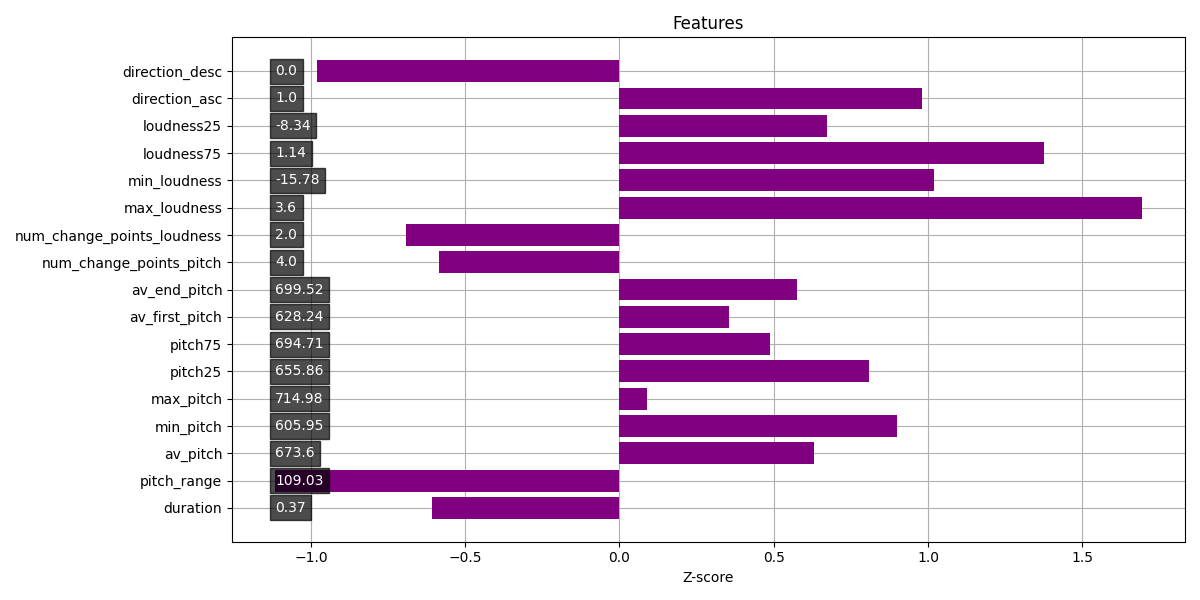 Features
direction_desc 0.0
direction_asc 1.0
loudness25 -8.34
loudness75 1.14
min_loudness -15.78
max_loudness 3.6
num_change_points_loudness 2.0
num_change_points_pitch 4.0
av_end_pitch 699.52
av_first_pitch 628.24
pitch75 694.71
pitch25 655.86
max_pitch 714.98
min_pitch 605.95
av_pitch 673.6
pitch_range 109.03
duration 0.37
−1.0 −0.5 0.0 0.5 1.0 1.5
Z-score